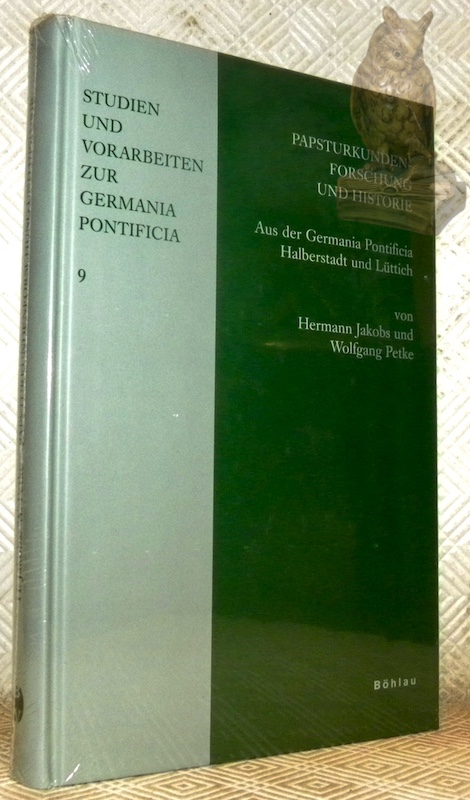 STUDIEN
UND
VORARBEITEN
ZUR
GERMANIA
PONTIFICIA
9
PAPSTURKUNDEN-
FORSCHUNG
UND HISTORIE
Aus der Germania Pontificia
Halberstadt und Lüttich
von
Hermann Jakobs und
Wolfgang Petke
Böhlau